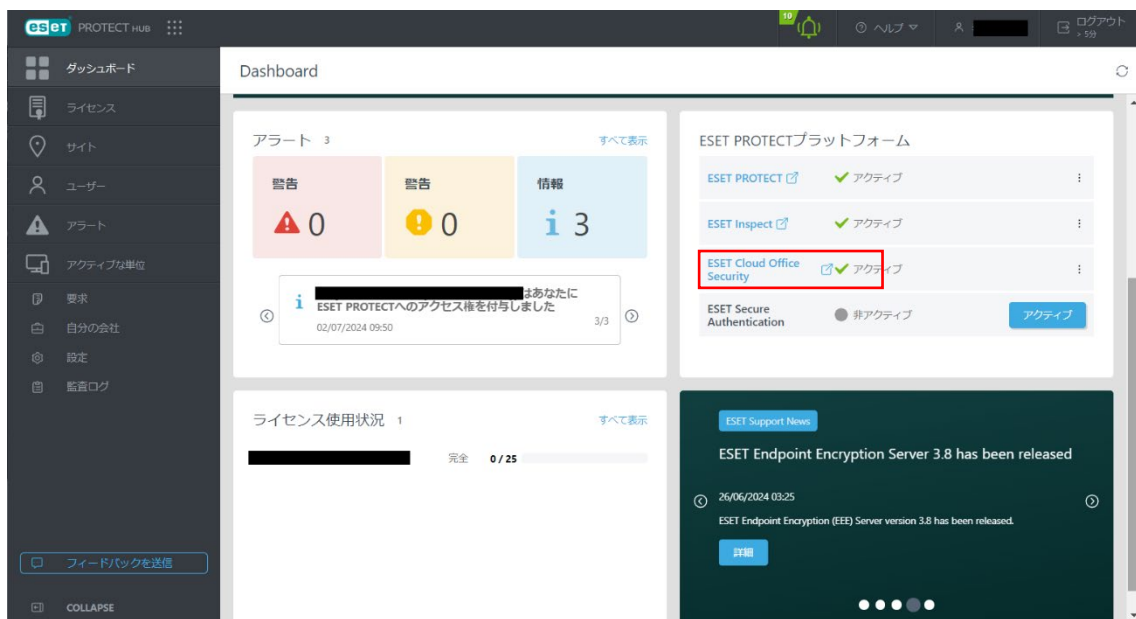 eset PROTECT HUB
10
ヘルプ
ログアウト
> 5分
ダッシュボード
ライセンス
サイト
ユーザー
アラート
アクティブな単位
要求
自分の会社
設定
監査ログ
フィードバックを送信
COLLAPSE
Dashboard
アラート 3
すべて表示
警告
0
警告
0
情報
3
はあなたに
ESET PROTECTへのアクセス権を付与しました
02/07/2024 09:50
3/3
ESET PROTECTプラットフォーム
ESET PROTECT
アクティブ
ESET Inspect
アクティブ
ESET Cloud Office
Security
アクティブ
ESET Secure
Authentication
非アクティブ
アクティブ
ライセンス使用状況 1
すべて表示
完全 0 / 25
ESET Support News
ESET Endpoint Encryption Server 3.8 has been released
26/06/2024 03:25
ESET Endpoint Encryption (EEE) Server version 3.8 has been released.
詳細